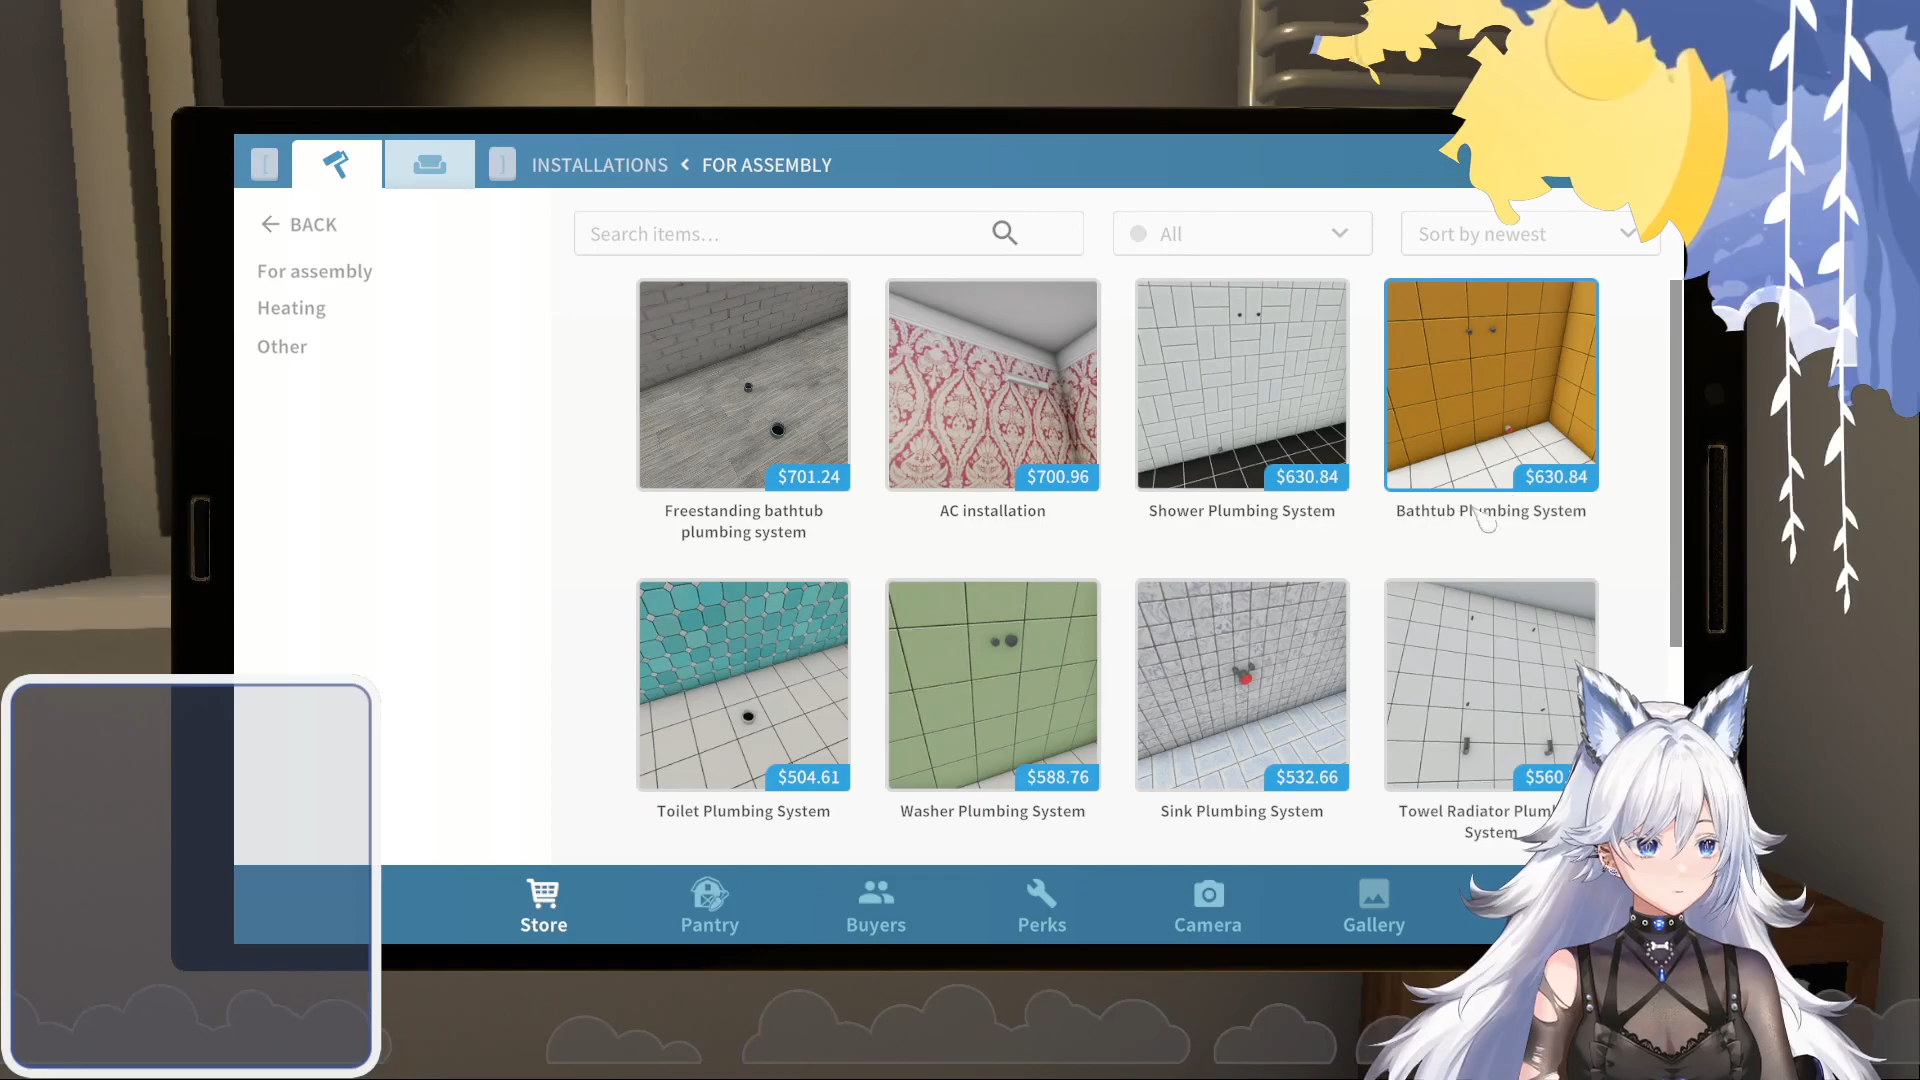 [
]
INSTALLATIONS < FOR ASSEMBLY
BACK
For assembly
Heating
Other
Search items...
All
Sort by newest
$701.24
$700.96
$630.84
$630.84
Freestanding bathtub
plumbing system
AC installation
Shower Plumbing System
Bathtub Plumbing System
$504.61
$588.76
$532.66
$560.
Toilet Plumbing System
Washer Plumbing System
Sink Plumbing System
Towel Radiator Plum
System
Store
Pantry
Buyers
Perks
Camera
Gallery